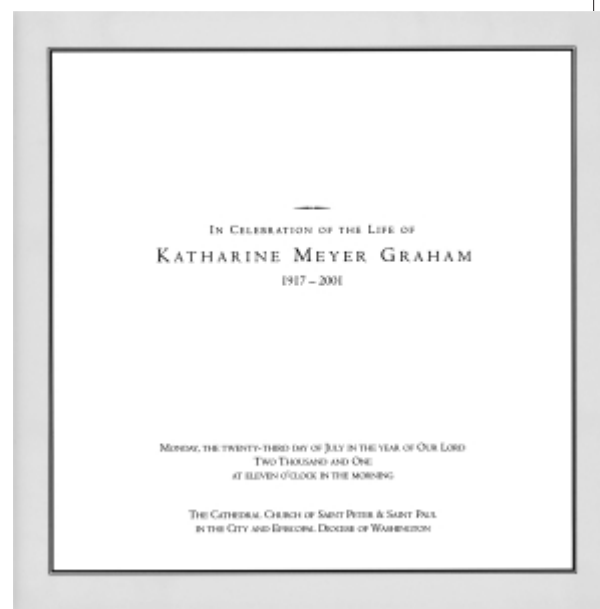 In Celebration of the Life of
Katharine Meyer Graham
1917 – 2001
Monday, the twenty-third day of July in the year of Our Lord
Two Thousand and One
at eleven o'clock in the morning
The Cathedral Church of Saint Peter & Saint Paul
in the City and Episcopal Diocese of Washington